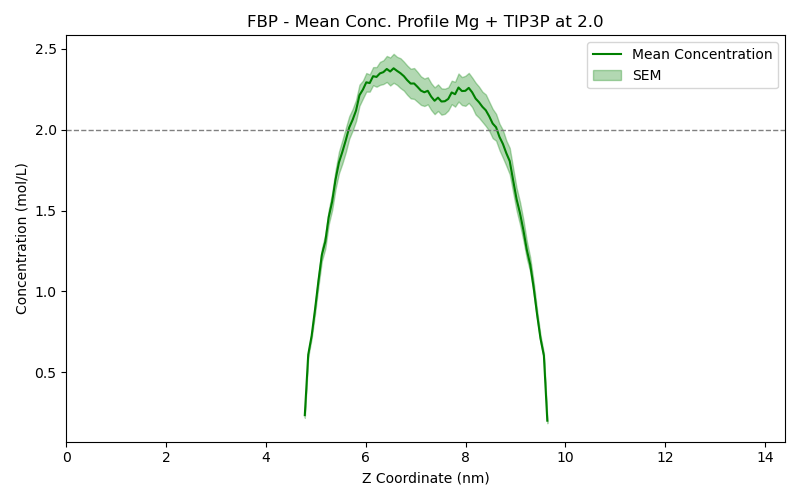 FBP - Mean Conc. Profile Mg + TIP3P at 2.0
Mean Concentration
SEM
Concentration (mol/L)
2.5
2.0
1.5
1.0
0.5
0 2 4 6 8 10 12 14
Z Coordinate (nm)